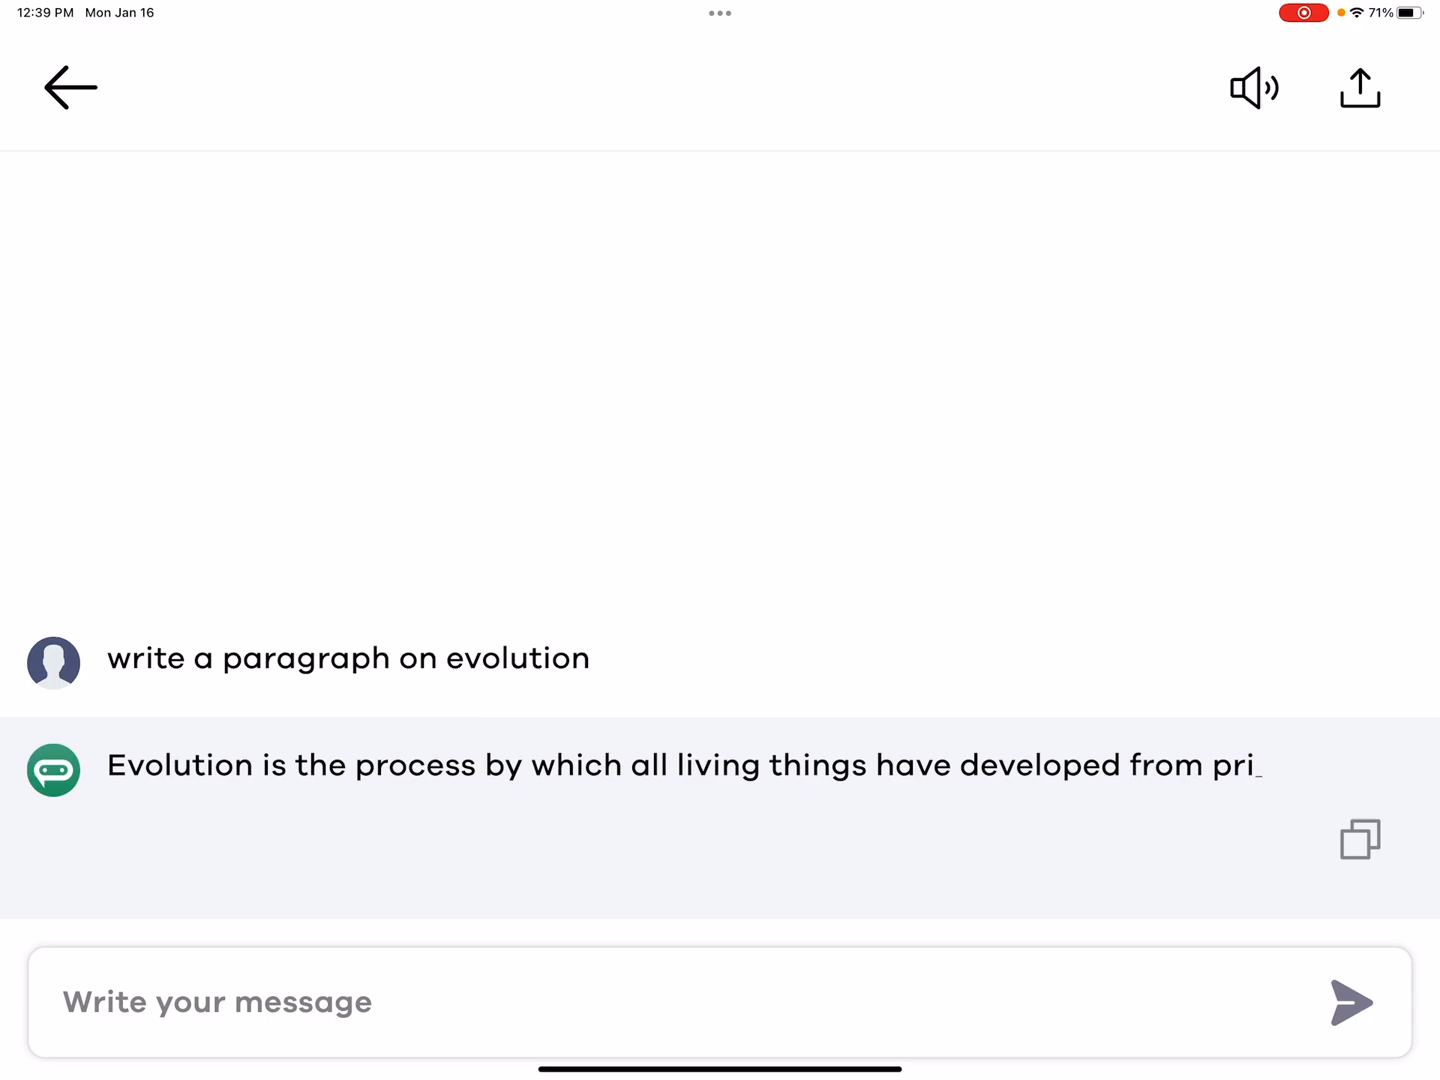 12:39 PM Mon Jan 16
71%
write a paragraph on evolution
Evolution is the process by which all living things have developed from pri_
Write your message